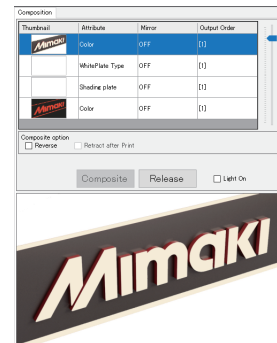 Composition
Thumbnail Attribute Mirror Output Order
Mimaki Color OFF [1]
WhitePlate Type OFF [1]
Shading plate OFF [1]
Mimaki Color OFF [1]
Composite option
Reverse Retract after Print
Composite Release Light On
Mimaki